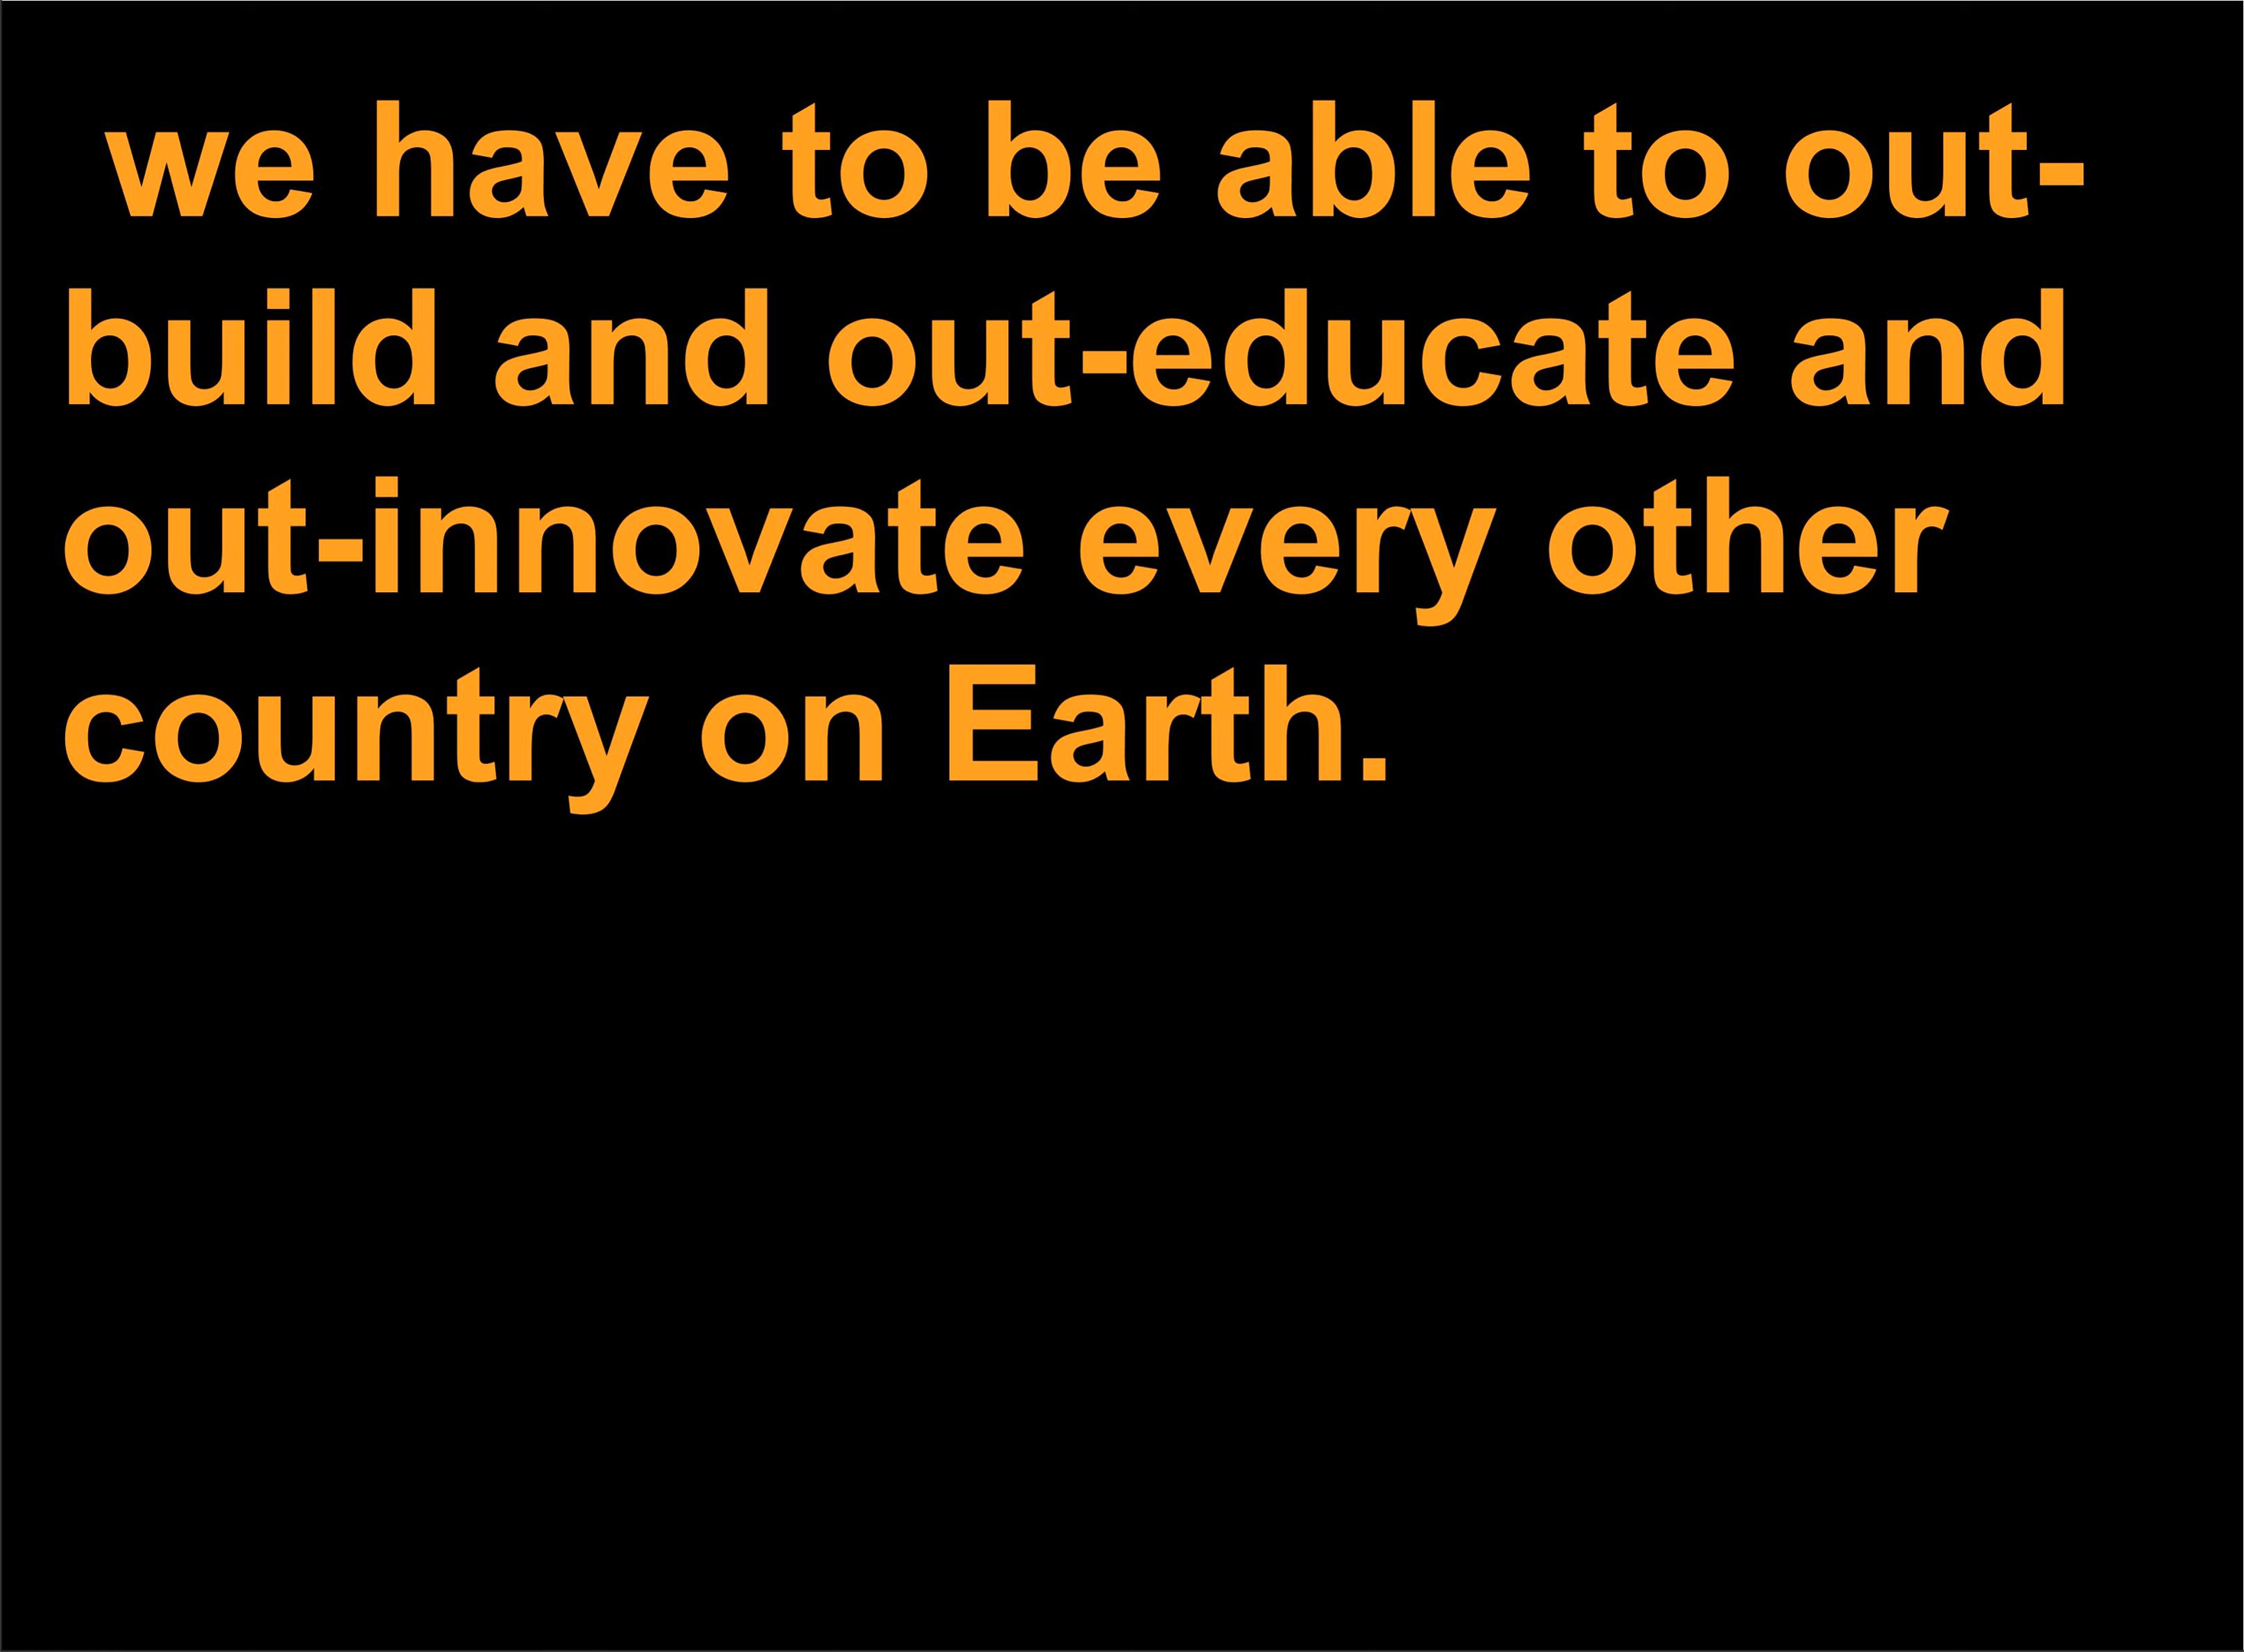 we have to be able to out-
build and out-educate and
out-innovate every other
country on Earth.